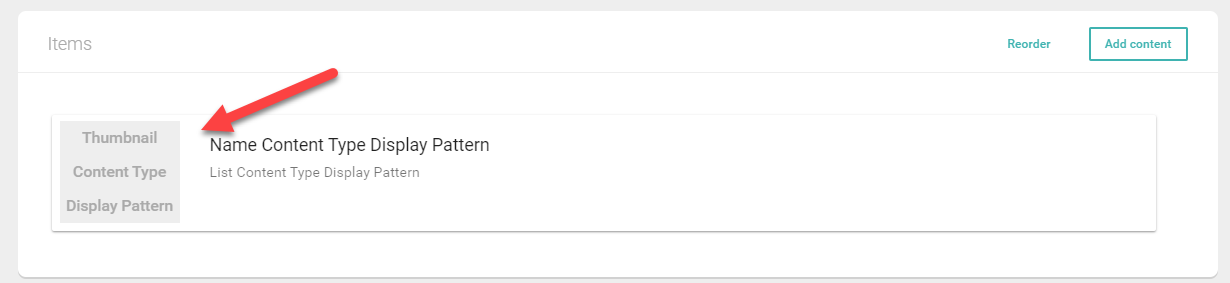 Items
Reorder
Add content
Thumbnail
Content Type
Display Pattern
Name Content Type Display Pattern
List Content Type Display Pattern